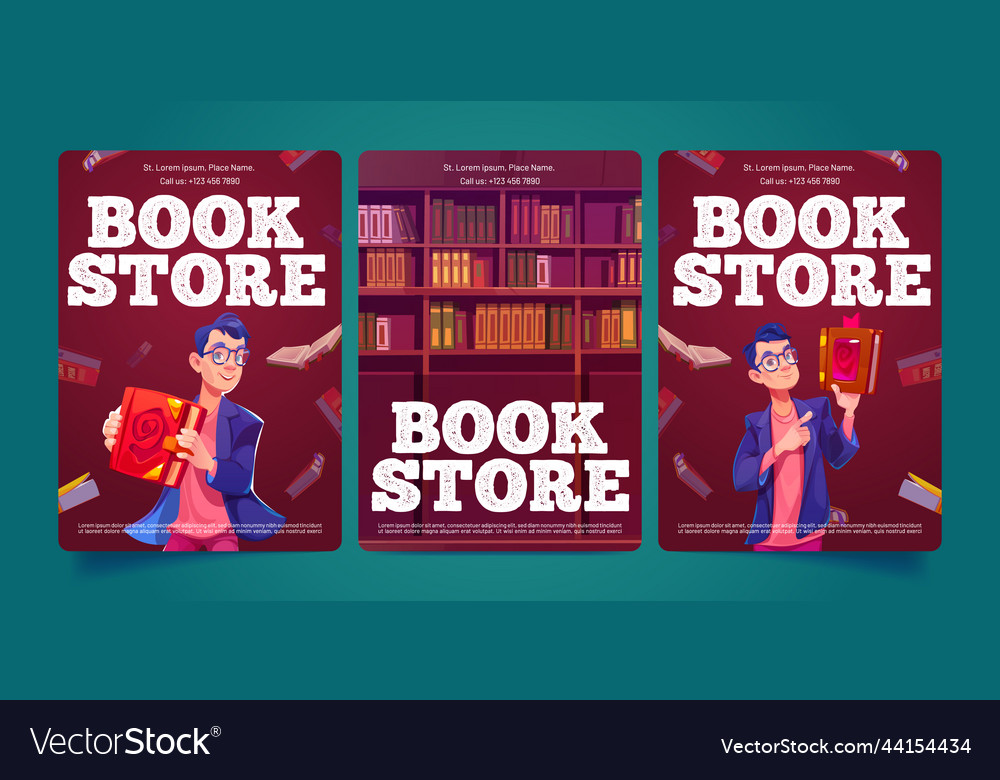 St. Lorem ipsum, Place Name.
Call us: +123 456 7890
BOOK
STORE
Lorem ipsum dolor sit amet, consectetuer adipiscing elit, sed diam nonummy nibh euismod tincidunt
ut laoreet dolore magna aliquam erat volutpat. Ut wisi enim ad minim veniam, quis nostrud exerci
St. Lorem ipsum, Place Name.
Call us: +123 456 7890
BOOK
STORE
Lorem ipsum dolor sit amet, consectetuer adipiscing elit, sed diam nonummy nibh euismod tincidunt
ut laoreet dolore magna aliquam erat volutpat. Ut wisi enim ad minim veniam, quis nostrud exerci
St. Lorem ipsum, Place Name.
Call us: +123 456 7890
BOOK
STORE
Lorem ipsum dolor sit amet, consectetuer adipiscing elit, sed diam nonummy nibh euismod tincidunt
ut laoreet dolore magna aliquam erat volutpat. Ut wisi enim ad minim veniam, quis nostrud exerci
VectorStock®
VectorStock.com/44154434